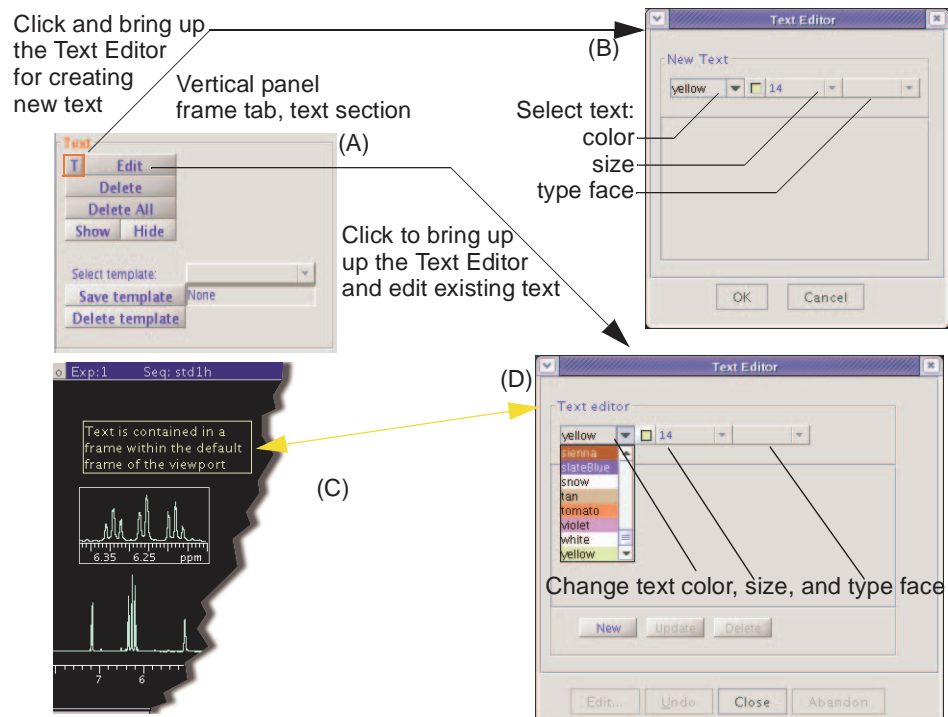 Click and bring up
the Text Editor
for creating
new text
Vertical panel
frame tab, text section
(A)
Text
T Edit
Delete
Delete All
Show Hide
Select template:
Save template None
Delete template
Click to bring up
up the Text Editor
and edit existing text
(B)
Text Editor
New Text
yellow 14
Select text:
color
size
type face
OK Cancel
Exp:1 Seq: std1h
Text is contained in a
frame within the default
frame of the viewport
6.35 6.25 ppm
7 6
(C)
(D)
Text Editor
Text editor
yellow 14
sienna
slateBlue
snow
tan
tomato
violet
white
yellow
Change text color, size, and type face
New Update Delete
Edit... Undo Close Abandon